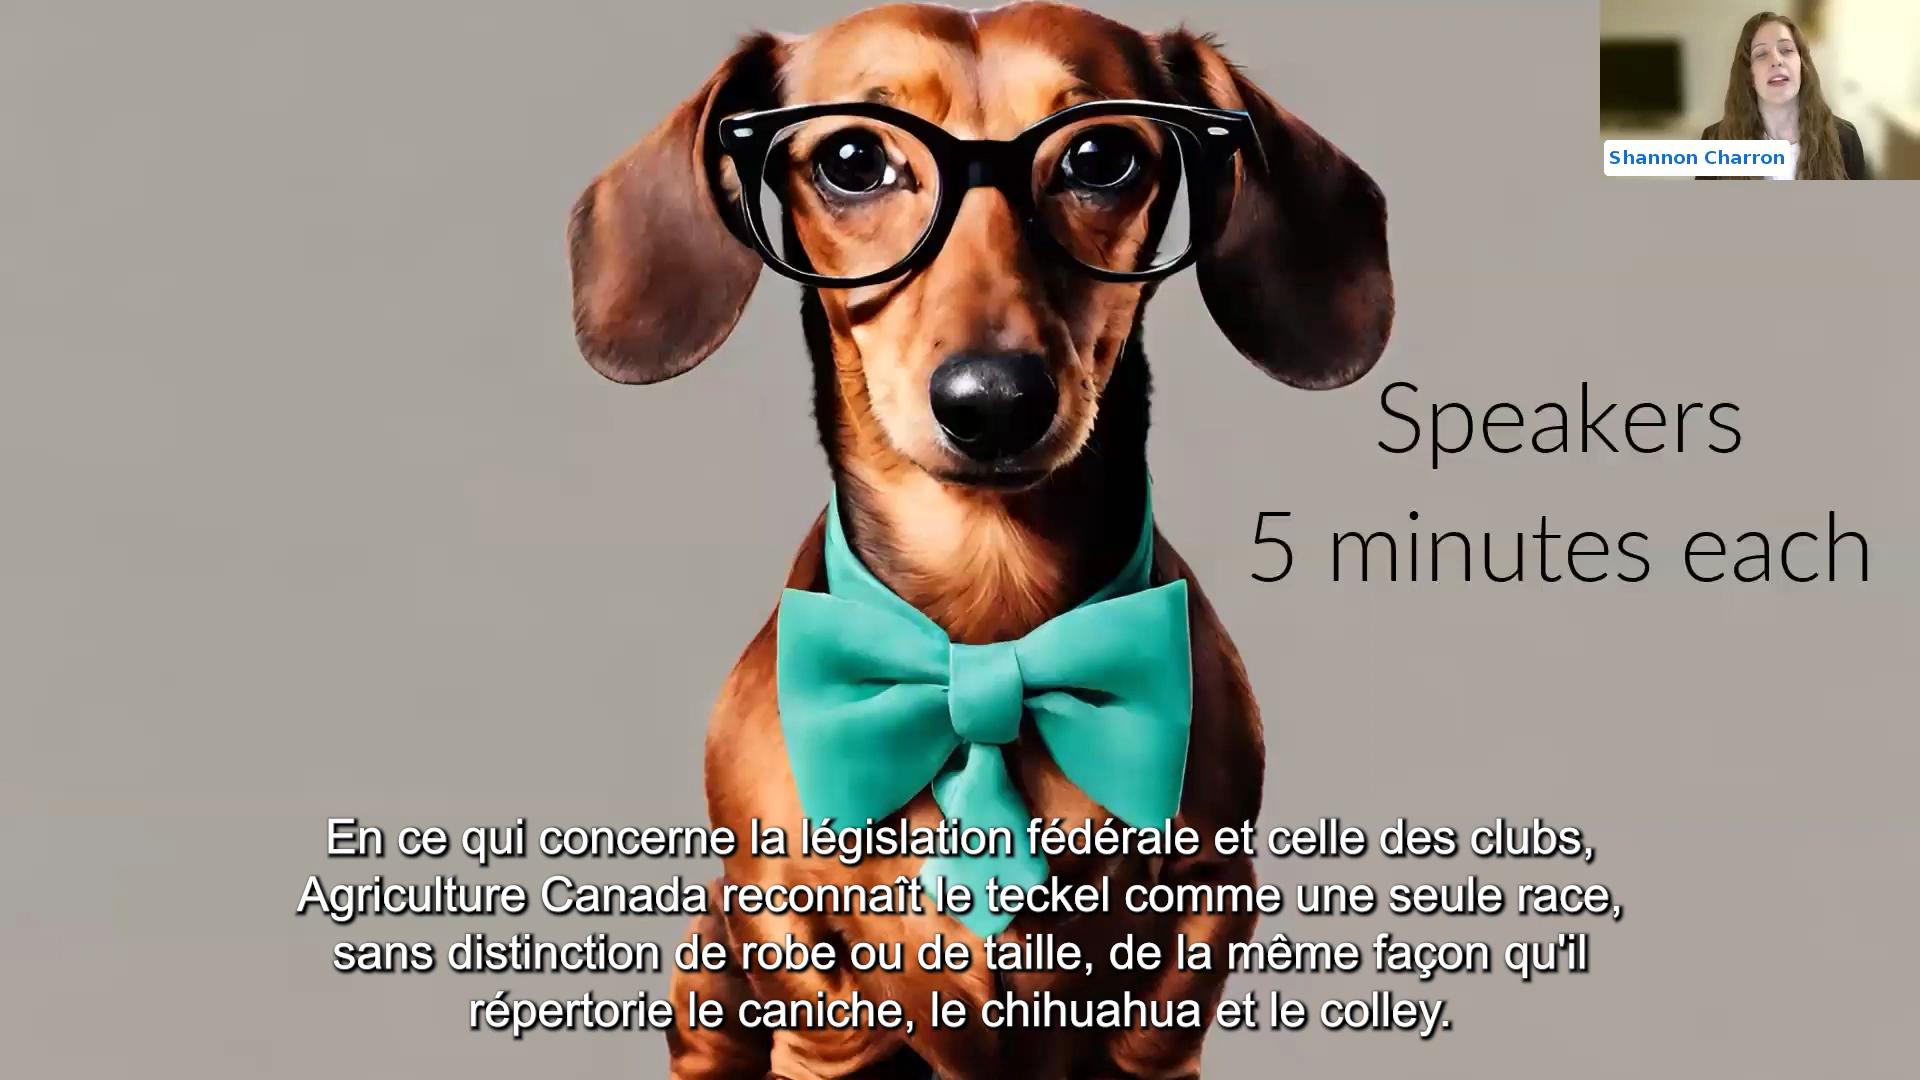 Shannon Charron
Speakers
5 minutes each
En ce qui concerne la législation fédérale et celle des clubs,
Agriculture Canada reconnaît le teckel comme une seule race,
sans distinction de robe ou de taille, de la même façon qu'il
répertorie le caniche, le chihuahua et le colley.